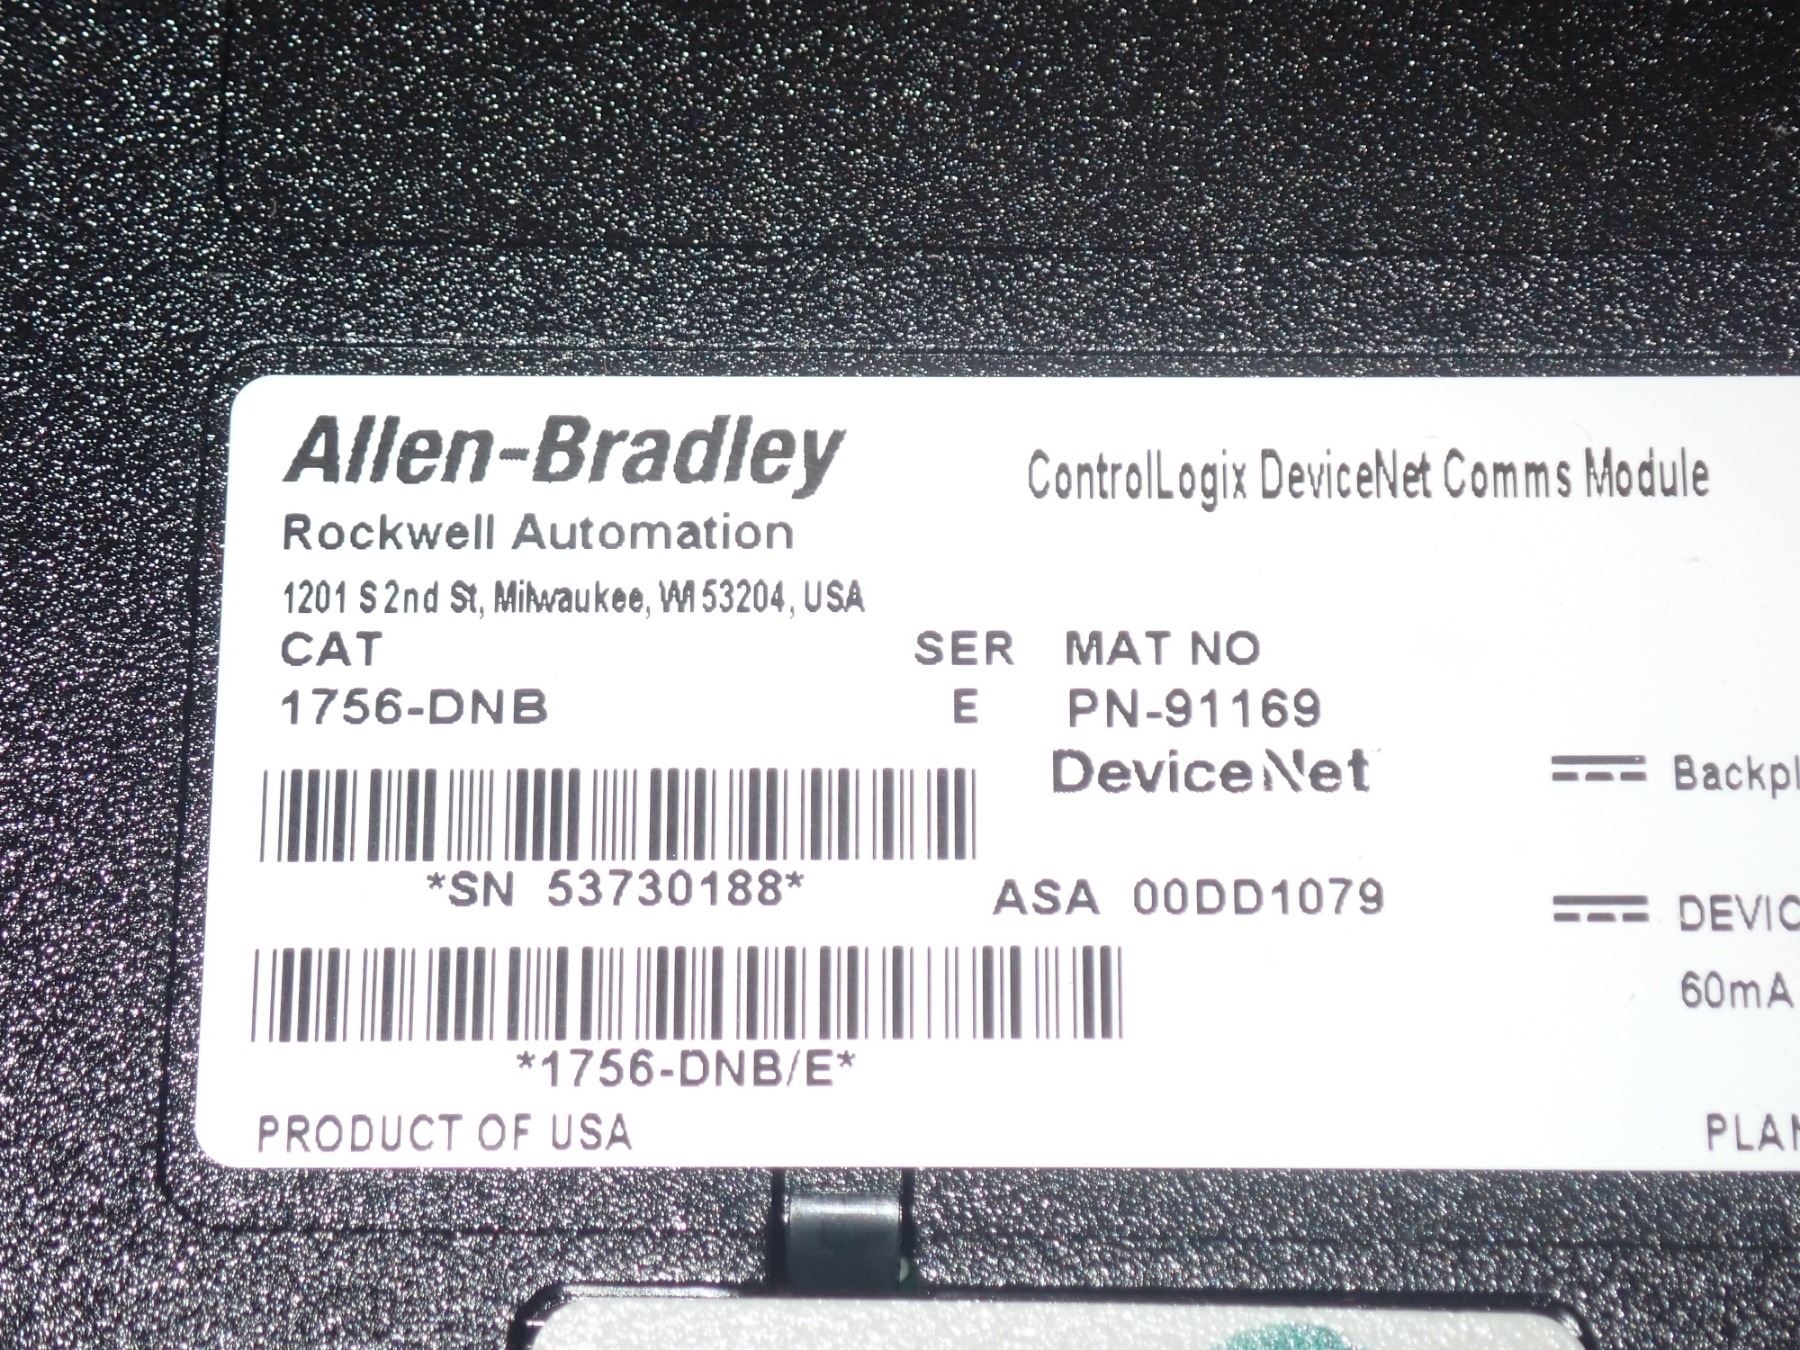 Allen-Bradley
Rockwell Automation
1201 S 2nd St, Milwaukee, WI 53204, USA
ControlLogix DeviceNet Comms Module
CAT SER MAT NO
1756-DNB E PN-91169
DeviceNet
Backpl
*SN 53730188* ASA 00DD1079
DEVIC
60mA
*1756-DNB/E*
PRODUCT OF USA
PLAN